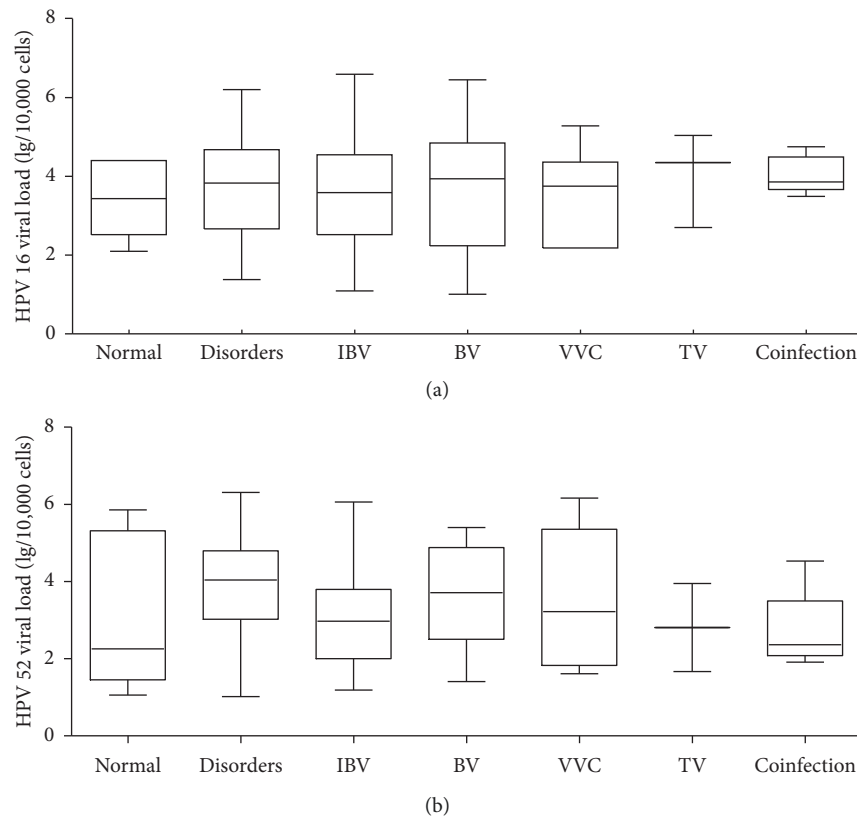 HPV 16 viral load (lg/10,000 cells)
8
6
4
2
0
Normal Disorders IBV BV VVC TV Coinfection
(a)
HPV 52 viral load (lg/10,000 cells)
8
6
4
2
0
Normal Disorders IBV BV VVC TV Coinfection
(b)